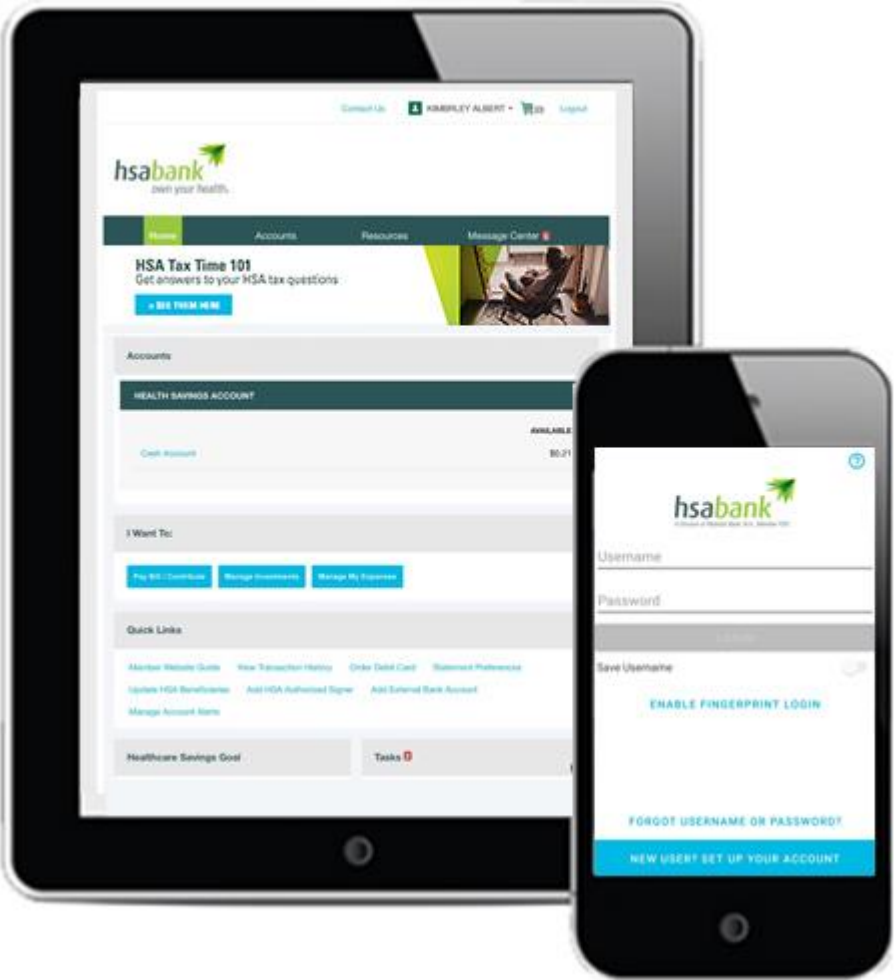 Contact Us KIMBRLEY ALBERT Logout
hsabank
own your health.
Home Accounts Resources Message Center
HSA Tax Time 101
Get answers to your HSA tax questions
» SEE THEM HERE
Accounts
HEALTH SAVINGS ACCOUNT
AVAILABLE
Cash Account $0.21
I Want To:
Pay Bill / Contribute Manage Investments Manage My Expenses
Quick Links
Member Website Guide View Transaction History Order Debit Card Statement Preferences
Update HSA Beneficiaries Add HSA Authorized Signer Add External Bank Account
Manage Account Alerts
Healthcare Savings Goal Tasks
?
hsabank
Username
Password
LOGIN
Save Username
ENABLE FINGERPRINT LOGIN
FORGOT USERNAME OR PASSWORD?
NEW USER? SET UP YOUR ACCOUNT